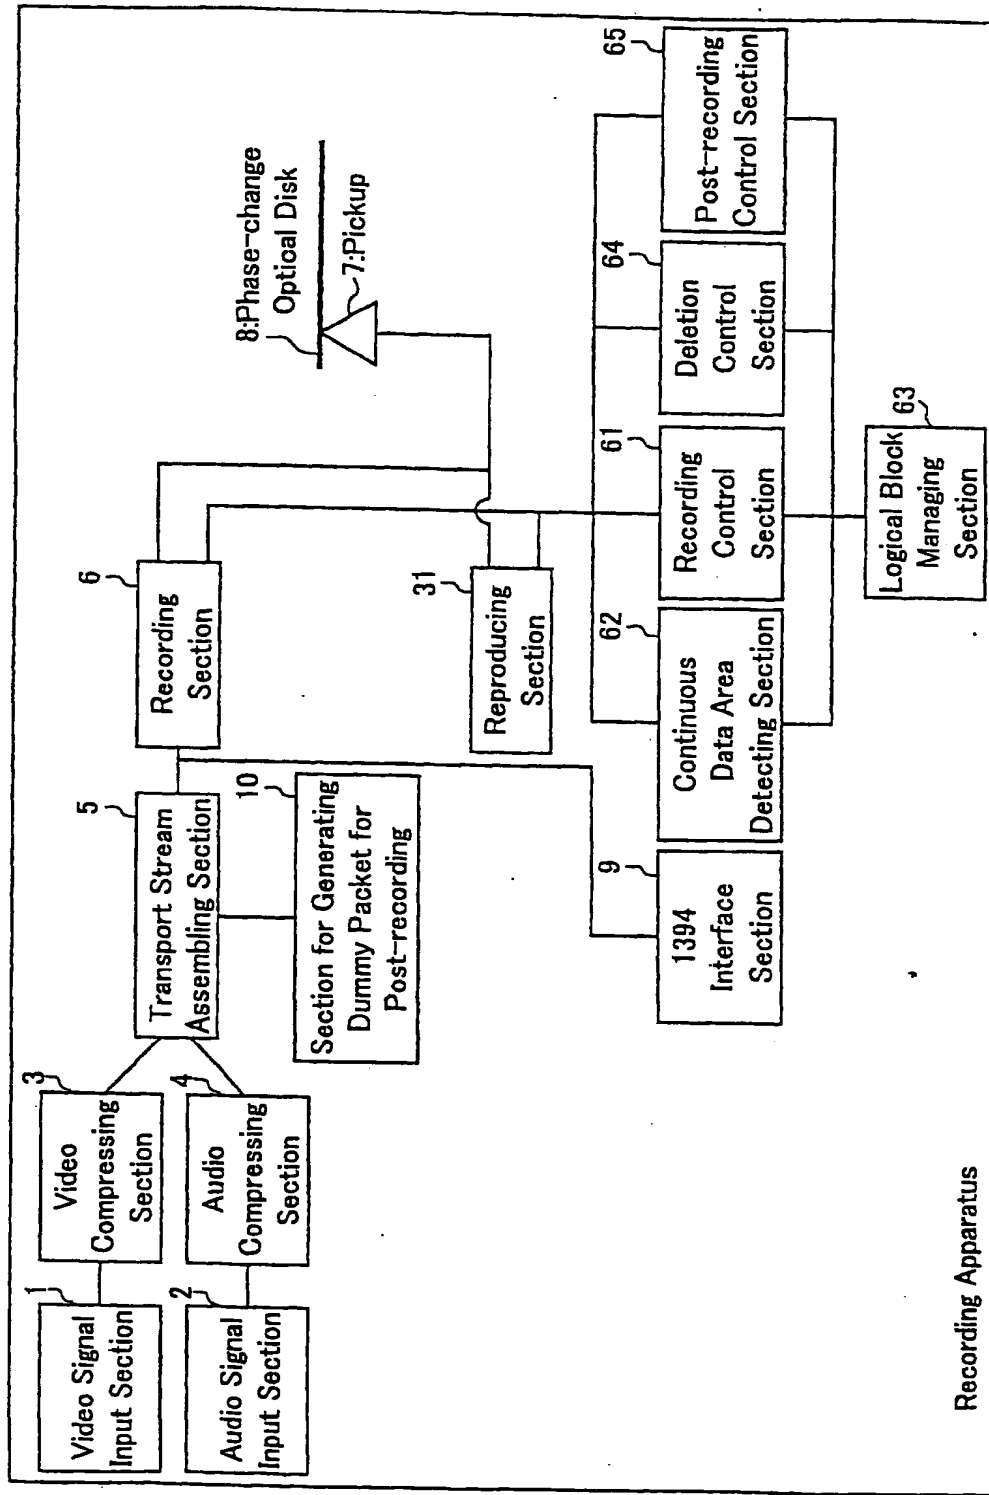 1
Video Signal
Input Section
3
Video
Compressing
Section
2
Audio Signal
Input Section
4
Audio
Compressing
Section
5
Transport Stream
Assembling Section
10
Section for Generating
Dummy Packet for
Post-recording
6
Recording
Section
31
Reproducing
Section
8:Phase-change
Optical Disk
7:Pickup
9
1394
Interface
Section
62
Continuous
Data Area
Detecting Section
61
Recording
Control
Section
64
Deletion
Control
Section
65
Post-recording
Control Section
63
Logical Block
Managing
Section
Recording Apparatus